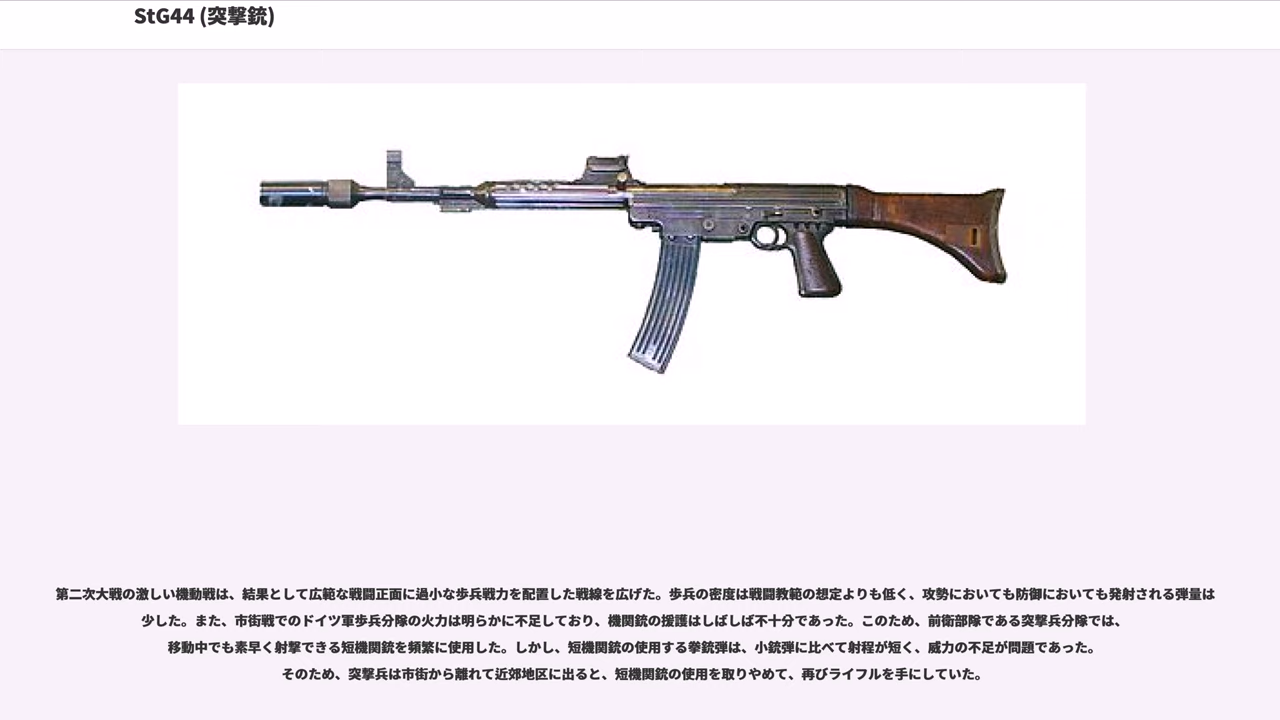 StG44 (突撃銃)
第二次大戦の激しい機動戦は、結果として広範な戦闘正面に過小な歩兵戦力を配置した戦線を広げた。歩兵の密度は戦闘教範の想定よりも低く、攻勢においても防御においても発射される弾量は
少した。また、市街戦でのドイツ軍歩兵分隊の火力は明らかに不足しており、機関銃の援護はしばしば不十分であった。このため、前衛部隊である突撃兵分隊では、
移動中でも素早く射撃できる短機関銃を頻繁に使用した。しかし、短機関銃の使用する拳銃弾は、小銃弾に比べて射程が短く、威力の不足が問題であった。
そのため、突撃兵は市街から離れて近郊地区に出ると、短機関銃の使用を取りやめて、再びライフルを手にしていた。